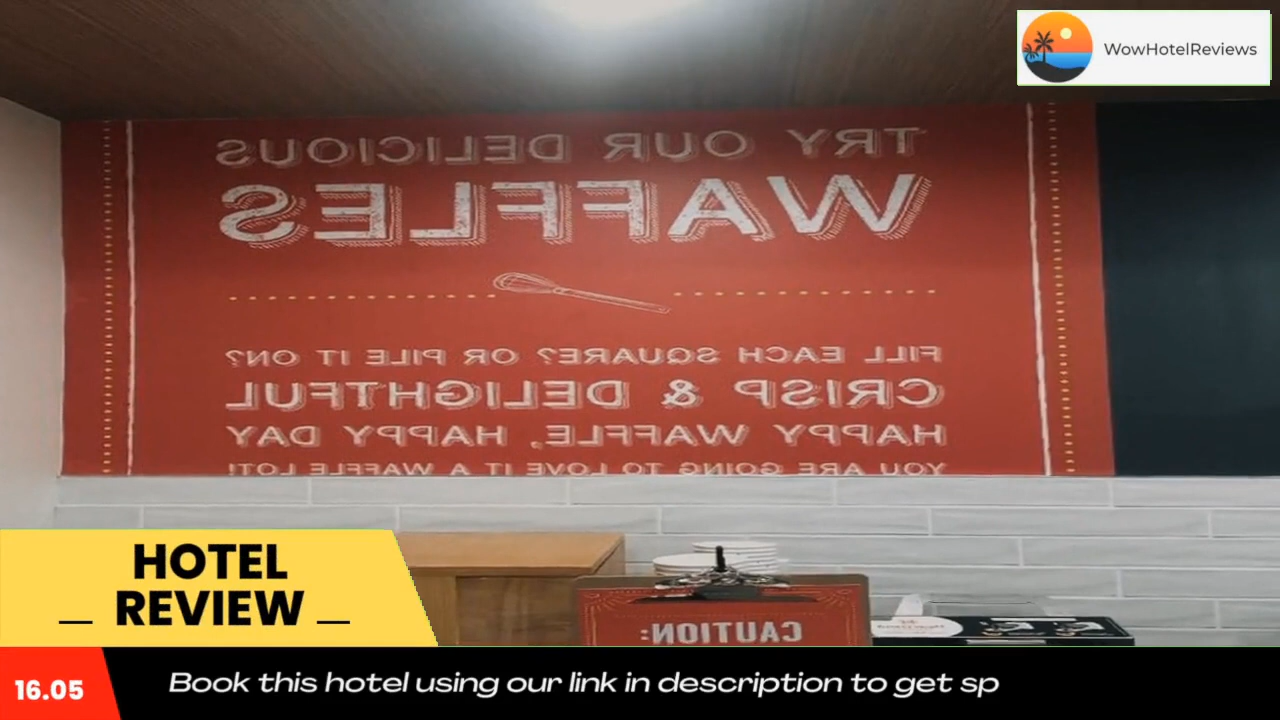 WowHotelReviews
TRY OUR DELICIOUS
WAFFLES
FILL EACH SQUARE? OR PILE IT ON?
CRISP & DELIGHTFUL
HAPPY WAFFLE, HAPPY DAY
YOU ARE GOING TO LOVE IT A WAFFLE LOT!
CAUTION:
HOTEL
REVIEW
16.05
Book this hotel using our link in description to get sp